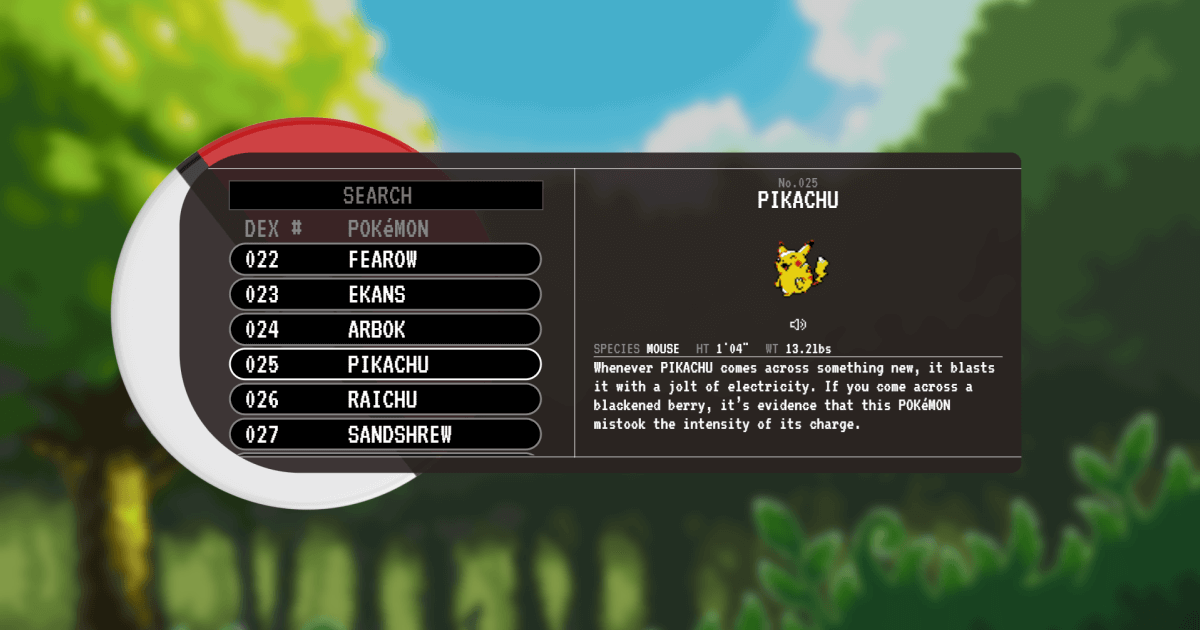 SEARCH
DEX # POKéMON
022 FEAROW
023 EKANS
024 ARBOK
025 PIKACHU
026 RAICHU
027 SANDSHREW
No.025
PIKACHU
SPECIES MOUSE HT 1'04" WT 13.2lbs
Whenever PIKACHU comes across something new, it blasts
it with a jolt of electricity. If you come across a
blackened berry, it's evidence that this POKéMON
mistook the intensity of its charge.